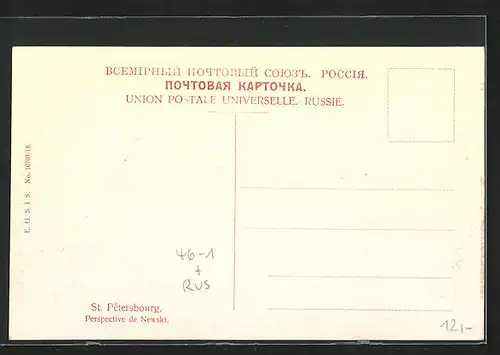 ВСЕМІРНЫЙ ПОЧТОВЫЙ СОЮЗЪ. РОССІЯ.
ПОЧТОВАЯ КАРТОЧКА.
UNION POSTALE UNIVERSELLE. RUSSIE.
E. G. S. I. S. No.
46-1
+
RUS
St. Pétersbourg.
Perspective de Newski.
12,-